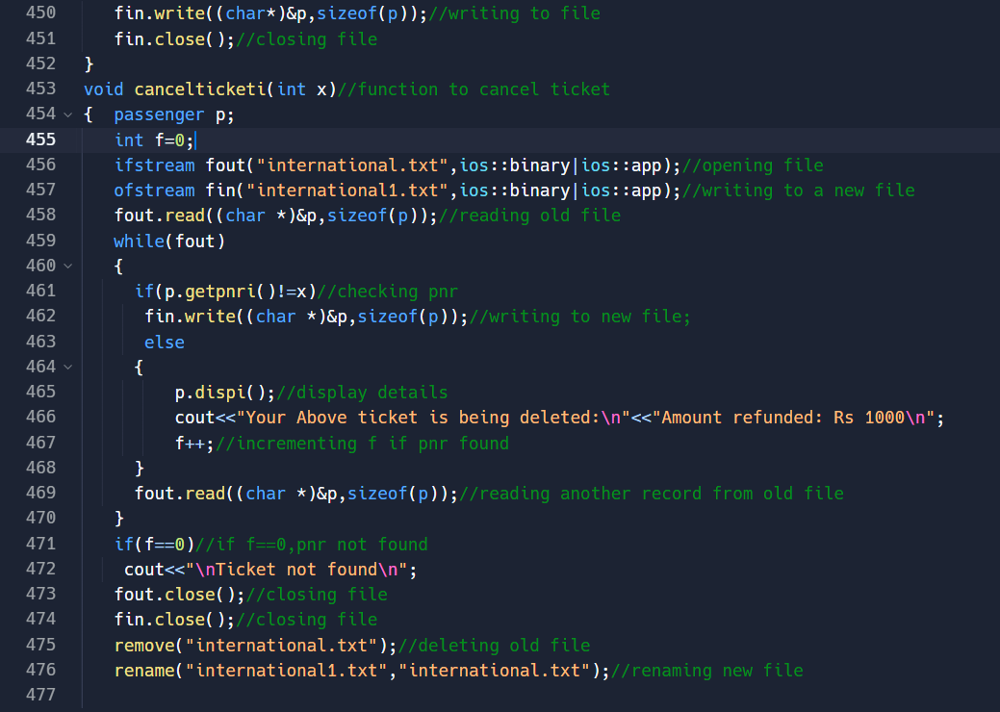 450 fin.write((char*)&p,sizeof(p));//writing to file
451 fin.close();//closing file
452 }
453 void cancelticketi(int x)//function to cancel ticket
454 { passenger p;
455 int f=0;
456 ifstream fout("international.txt",ios::binary|ios::app);//opening file
457 ofstream fin("international1.txt",ios::binary|ios::app);//writing to a new file
458 fout.read((char *)&p,sizeof(p));//reading old file
459 while(fout)
460 {
461 if(p.getpnri()!=x)//checking pnr
462 fin.write((char *)&p,sizeof(p));//writing to new file;
463 else
464 {
465 p.dispi();//display details
466 cout<<"Your Above ticket is being deleted:\n"<<"Amount refunded: Rs 1000\n";
467 f++;//incrementing f if pnr found
468 }
469 fout.read((char *)&p,sizeof(p));//reading another record from old file
470 }
471 if(f==0)//if f==0,pnr not found
472 cout<<"\nTicket not found\n";
473 fout.close();//closing file
474 fin.close();//closing file
475 remove("international.txt");//deleting old file
476 rename("international1.txt","international.txt");//renaming new file
477